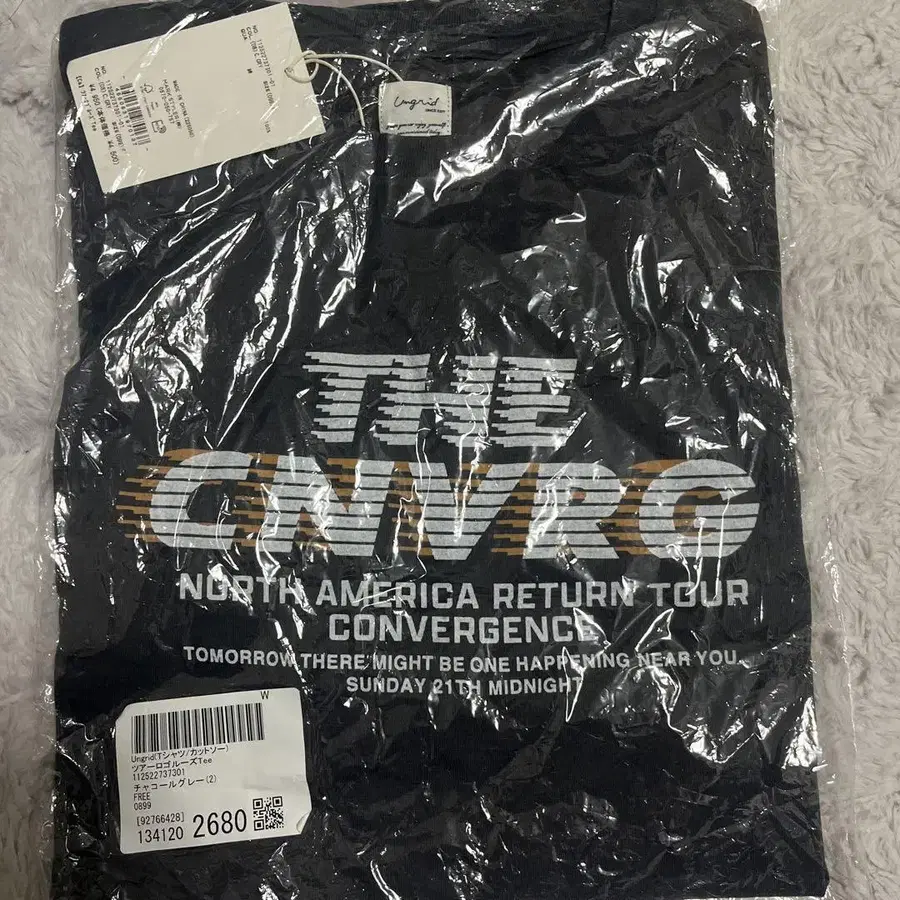 Ungrid
THE
CNVRG
NORTH AMERICA RETURN TOUR
CONVERGENCE
TOMORROW THERE MIGHT BE ONE HAPPENING NEAR YOU.
SUNDAY 21TH MIDNIGHT
W
Ungrid(Tシャツ/カットソー)
ツアーロゴルーズTee
112522737301
チャコールグレー(2)
FREE
0899
[92766428]
134120 2680